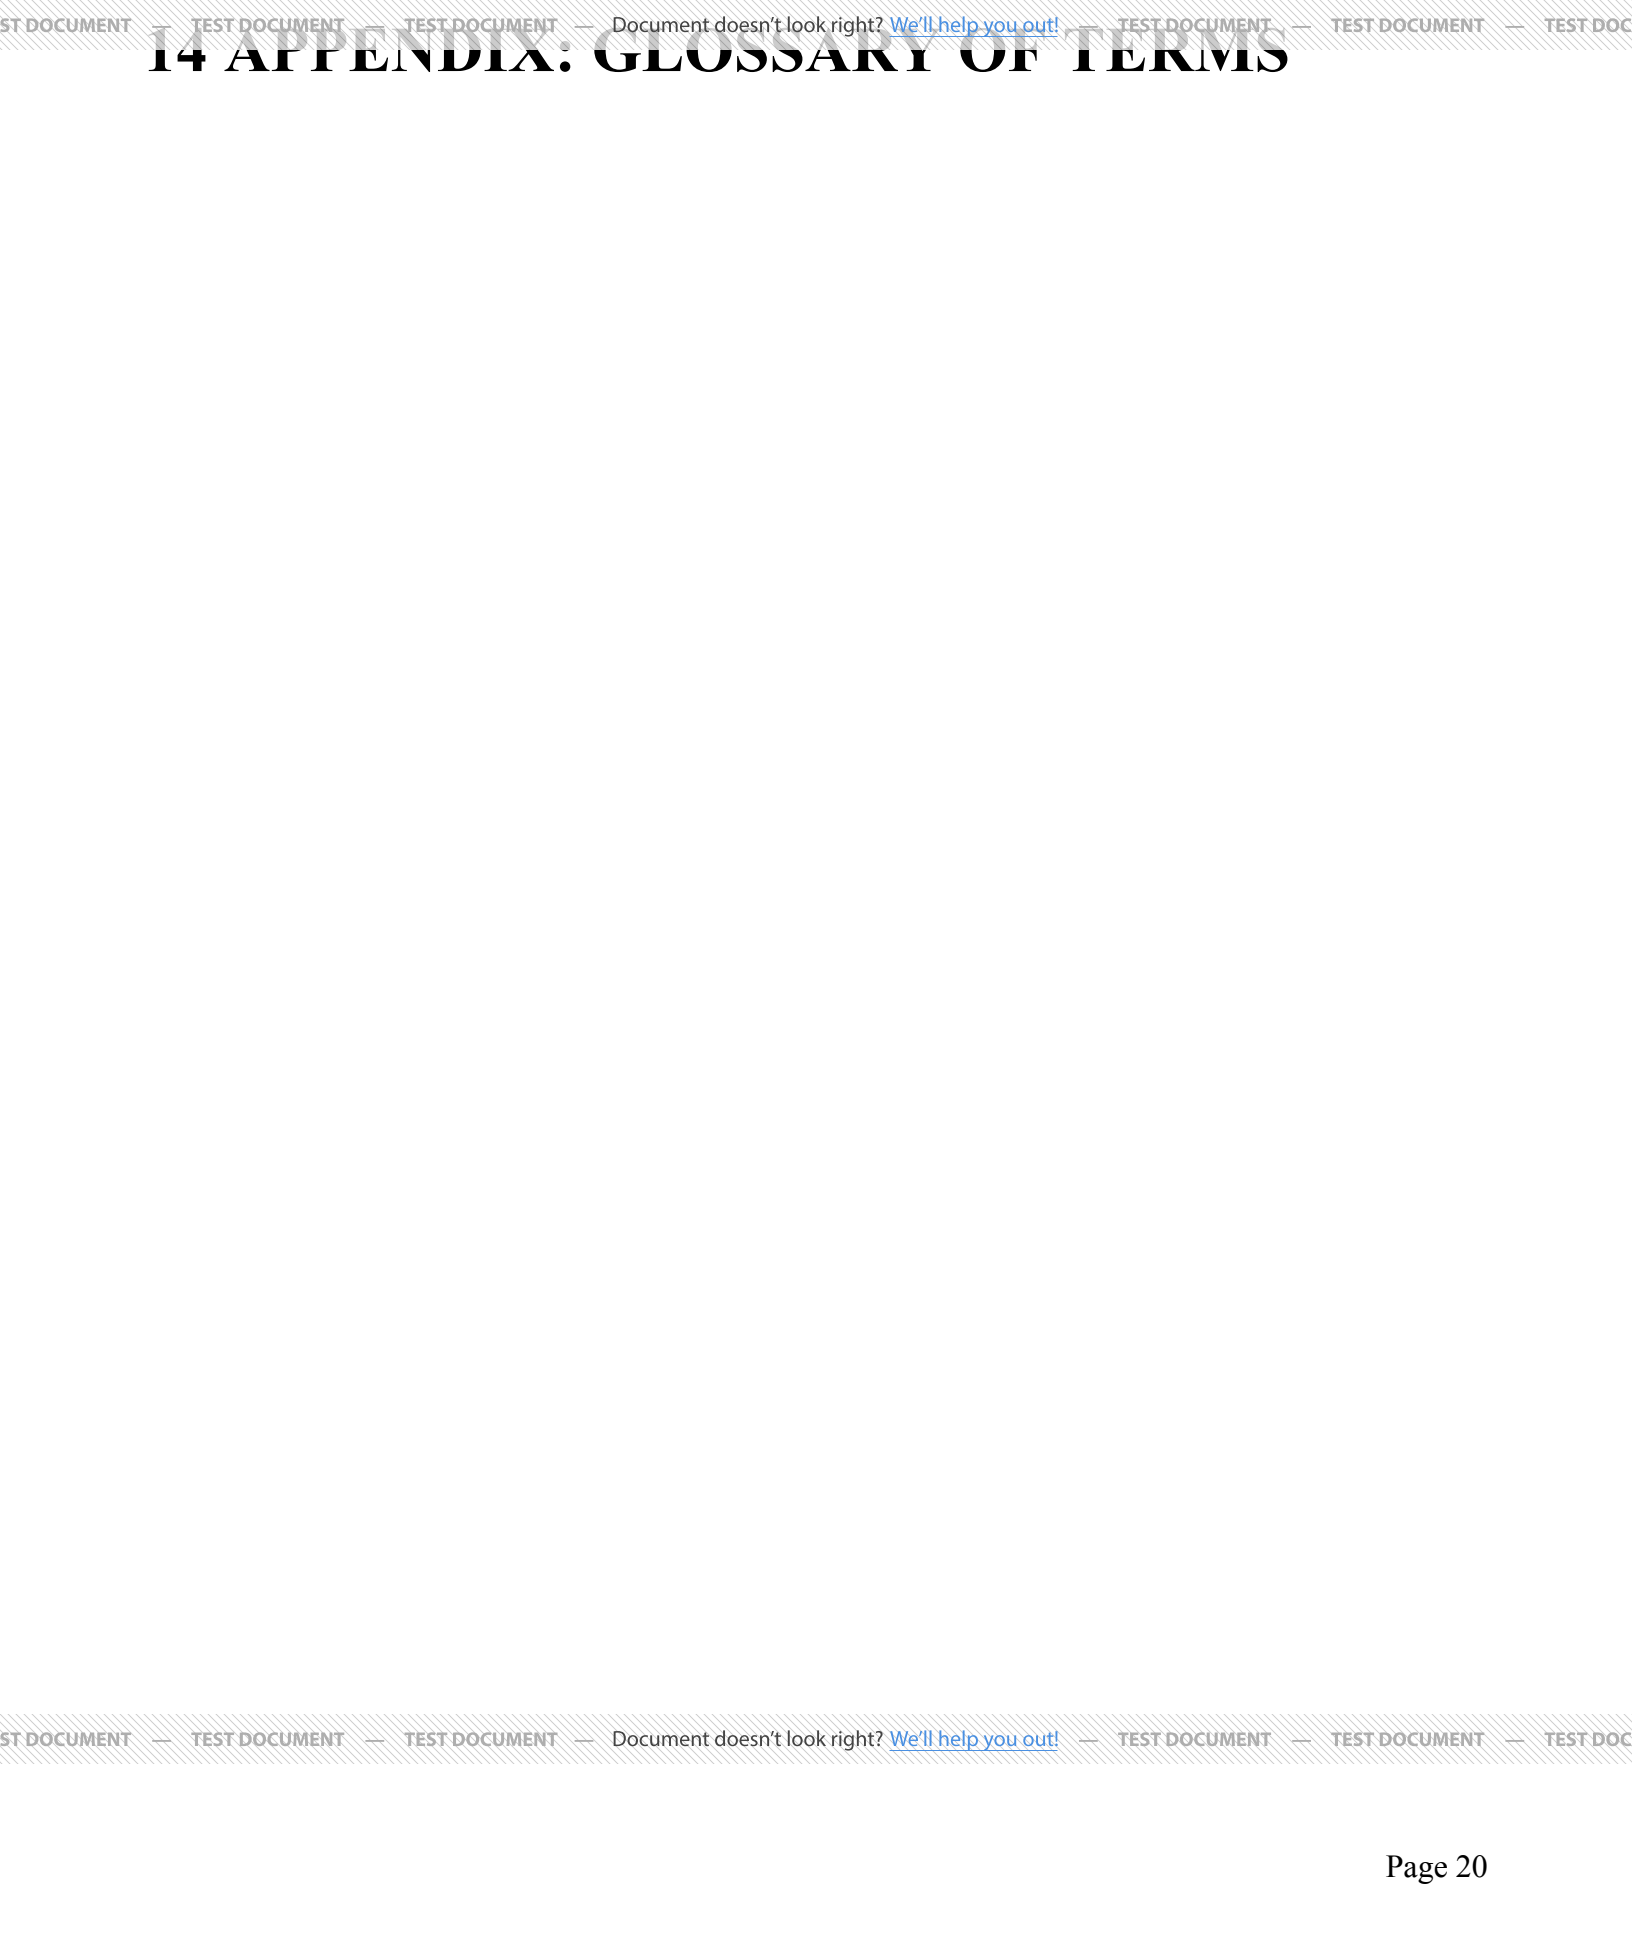 ST DOCUMENT — TEST DOCUMENT — TEST DOCUMENT — Document doesn’t look right? We’ll help you out! — TEST DOCUMENT — TEST DOCUMENT — TEST DOC
14 APPENDIX: GLOSSARY OF TERMS
ST DOCUMENT — TEST DOCUMENT — TEST DOCUMENT — Document doesn’t look right? We’ll help you out! — TEST DOCUMENT — TEST DOCUMENT — TEST DOC
Page 20